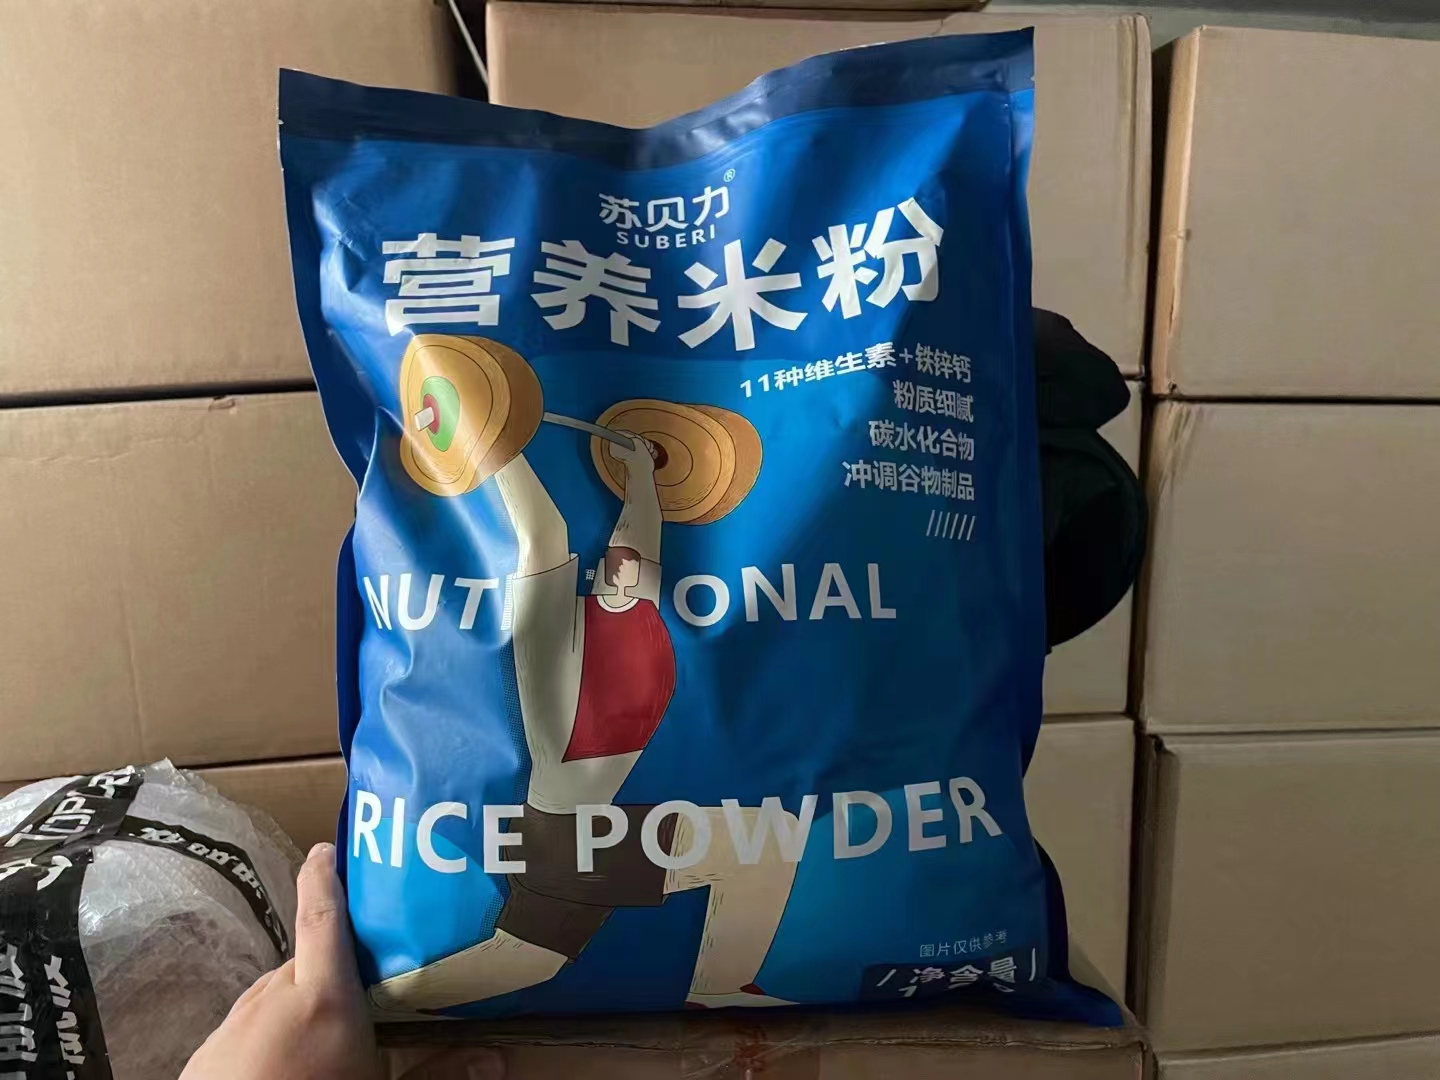 苏贝力®
SUBERI
营养米粉
11种维生素+铁锌钙
粉质细腻
碳水化合物
冲调谷物制品
//////
NUTRITIONAL
RICE POWDER
图片仅供参考
/净含量/